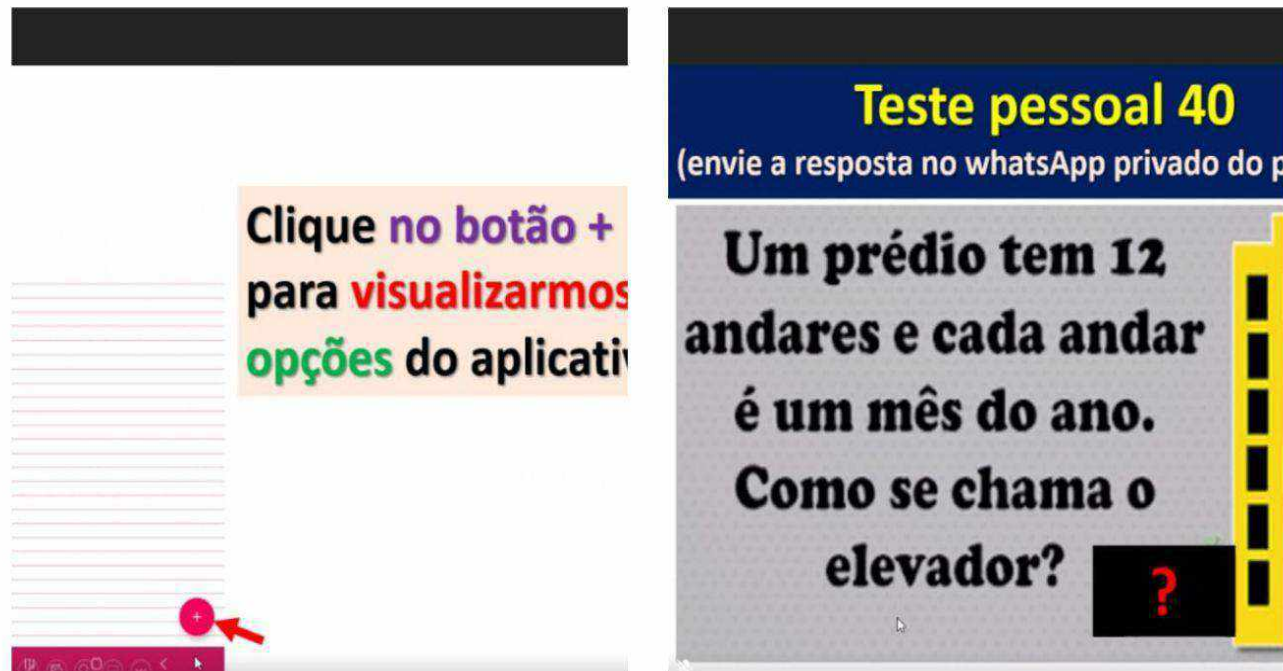 Clique no botão +
para visualizarmos
opções do aplicati
+
Teste pessoal 40
(envie a resposta no whatsApp privado do p
Um prédio tem 12
andares e cada andar
é um mês do ano.
Como se chama o
elevador?
?